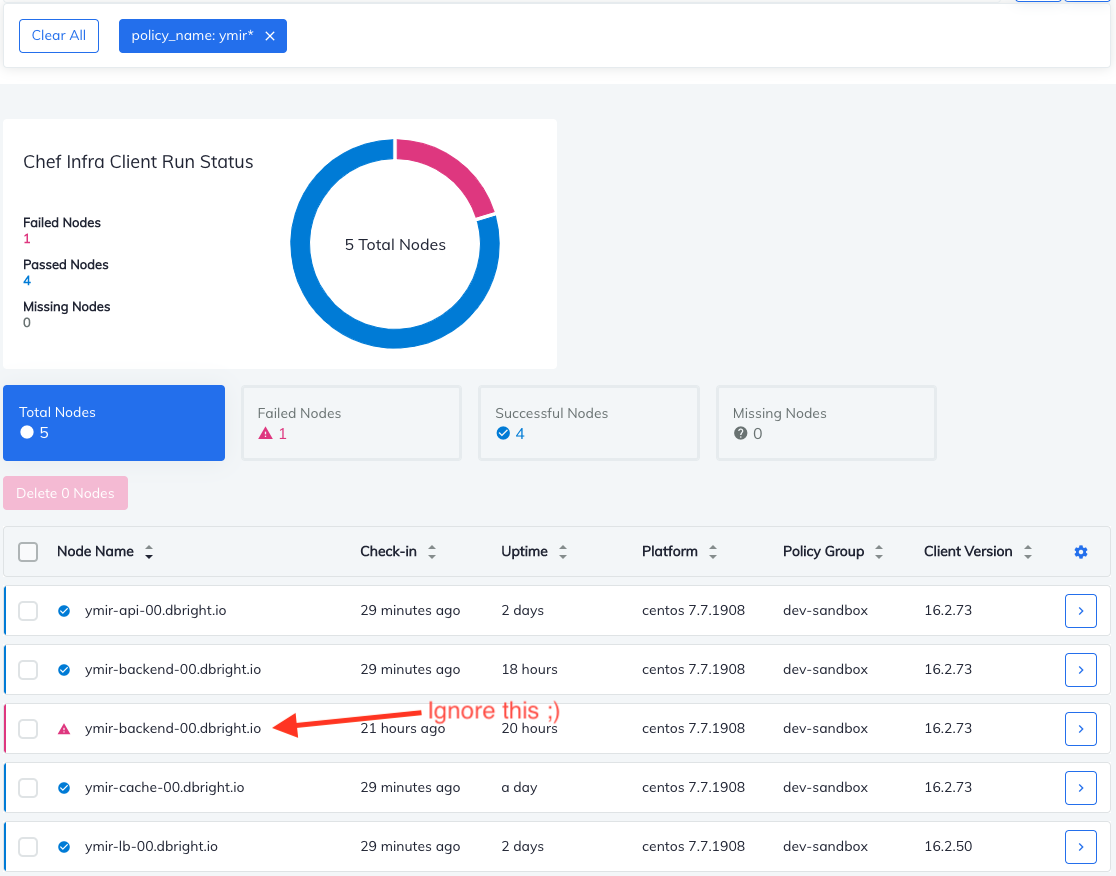 Clear All policy_name: ymir* ×
Chef Infra Client Run Status
Failed Nodes
1
Passed Nodes
4
Missing Nodes
0
5 Total Nodes
Total Nodes
5
Failed Nodes
1
Successful Nodes
4
Missing Nodes
0
Delete 0 Nodes
Node Name Check-in Uptime Platform Policy Group Client Version
ymir-api-00.dbright.io 29 minutes ago 2 days centos 7.7.1908 dev-sandbox 16.2.73
ymir-backend-00.dbright.io 29 minutes ago 18 hours centos 7.7.1908 dev-sandbox 16.2.73
Ignore this ;)
ymir-backend-00.dbright.io 21 hours ago 20 hours centos 7.7.1908 dev-sandbox 16.2.73
ymir-cache-00.dbright.io 29 minutes ago a day centos 7.7.1908 dev-sandbox 16.2.73
ymir-lb-00.dbright.io 29 minutes ago 2 days centos 7.7.1908 dev-sandbox 16.2.50